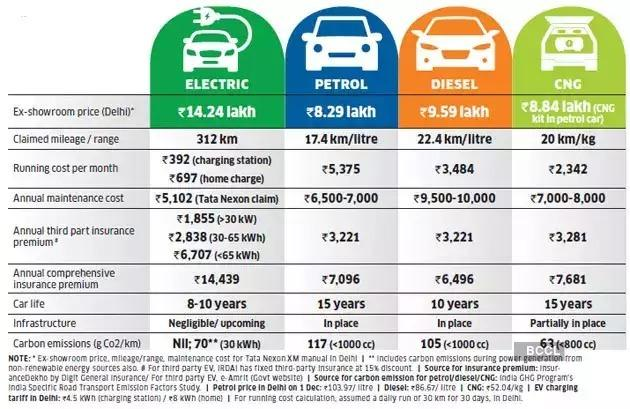 ELECTRIC PETROL DIESEL CNG
Ex-showroom price (Delhi)* ₹14.24 lakh ₹8.29 lakh ₹9.59 lakh ₹8.84 lakh (CNG
kit in petrol car)
Claimed mileage / range 312 km 17.4 km/litre 22.4 km/litre 20 km/kg
₹392 (charging station)
Running cost per month ₹5,375 ₹3,484 ₹2,342
₹697 (home charge)
Annual maintenance cost ₹5,102 (Tata Nexon claim) ₹6,500-7,000 ₹9,500-10,000 ₹7,000-8,000
₹1,855 (>30 kW)
Annual third part insurance
premium# ₹2,838 (30-65 kWh) ₹3,221 ₹3,221 ₹3,281
₹6,707 (<65 kWh)
Annual comprehensive
insurance premium ₹14,439 ₹7,096 ₹6,496 ₹7,681
Car life 8-10 years 15 years 10 years 15 years
Infrastructure Negligible/ upcoming In place In place Partially in place
Carbon emissions (g Co2/km) Nil; 70** (30 kWh) 117 (<1000 cc) 105 (<1000 cc) 63 (<800 cc)
BCCL
NOTE: * Ex-showroom price, mileage/range, maintenance cost for Tata Nexon XM manual in Delhi | ** Includes carbon emissions during power generation from
non-renewable energy sources also. # For third party EV, IRDAI has fixed third-party insurance at 15% discount. | Source for insurance premium: Insur-
anceDekho by Digit General Insurance/ For third party EV, e-Amrit (Govt website) | Source for carbon emission for petrol/diesel/CNG: India GHG Program's
India Specific Road Transport Emission Factors Study. | Petrol price in Delhi on 1 Dec: ₹103.97/ litre | Diesel: ₹86.67/ litre | CNG: ₹52.04/kg | EV charging
tariff in Delhi: ₹4.5 kWh (charging station) / ₹8 kWh (home) | For running cost calculation, assumed a daily run of 30 km for 30 days, in Delhi.